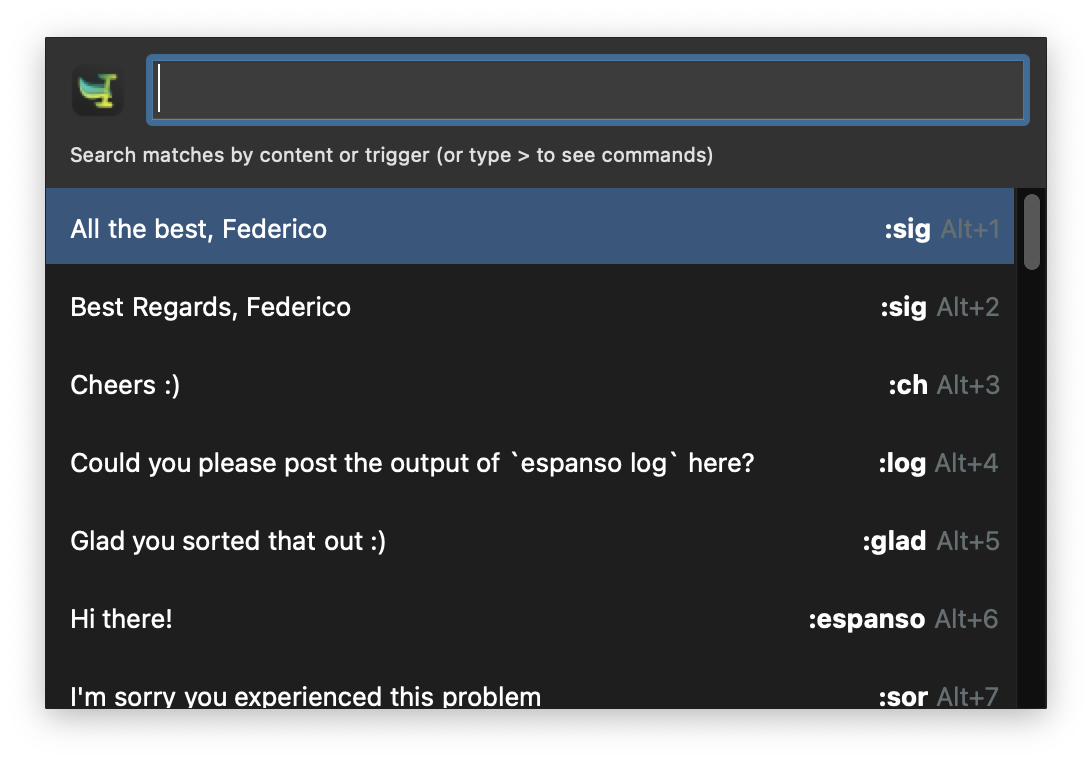 Search matches by content or trigger (or type > to see commands)
All the best, Federico :sig Alt+1
Best Regards, Federico :sig Alt+2
Cheers :) :ch Alt+3
Could you please post the output of `espanso log` here? :log Alt+4
Glad you sorted that out :) :glad Alt+5
Hi there! :espanso Alt+6
I'm sorry you experienced this problem :sor Alt+7